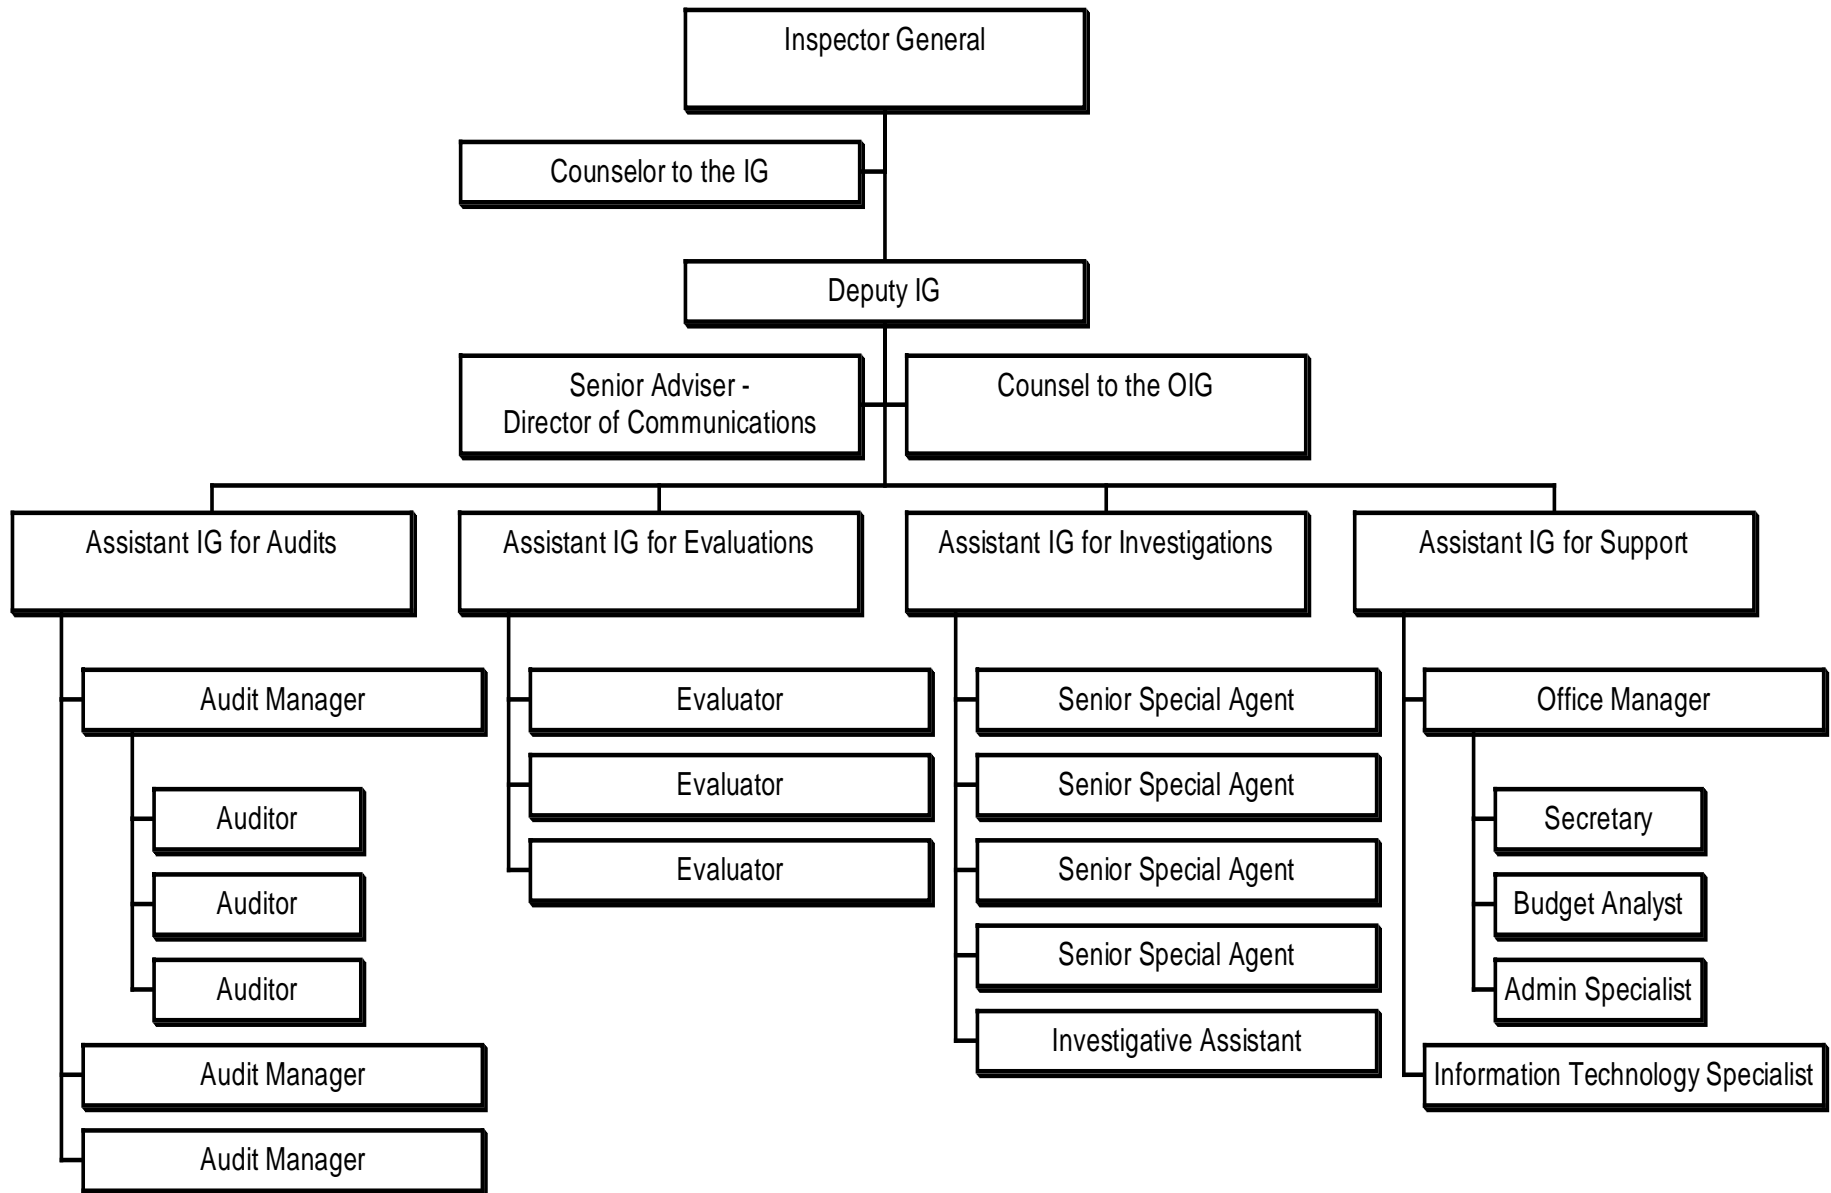 Inspector General
Counselor to the IG
Deputy IG
Senior Adviser -
Director of Communications
Counsel to the OIG
Assistant IG for Audits
Assistant IG for Evaluations
Assistant IG for Investigations
Assistant IG for Support
Audit Manager
Auditor
Auditor
Auditor
Audit Manager
Audit Manager
Evaluator
Evaluator
Evaluator
Senior Special Agent
Senior Special Agent
Senior Special Agent
Senior Special Agent
Investigative Assistant
Office Manager
Secretary
Budget Analyst
Admin Specialist
Information Technology Specialist